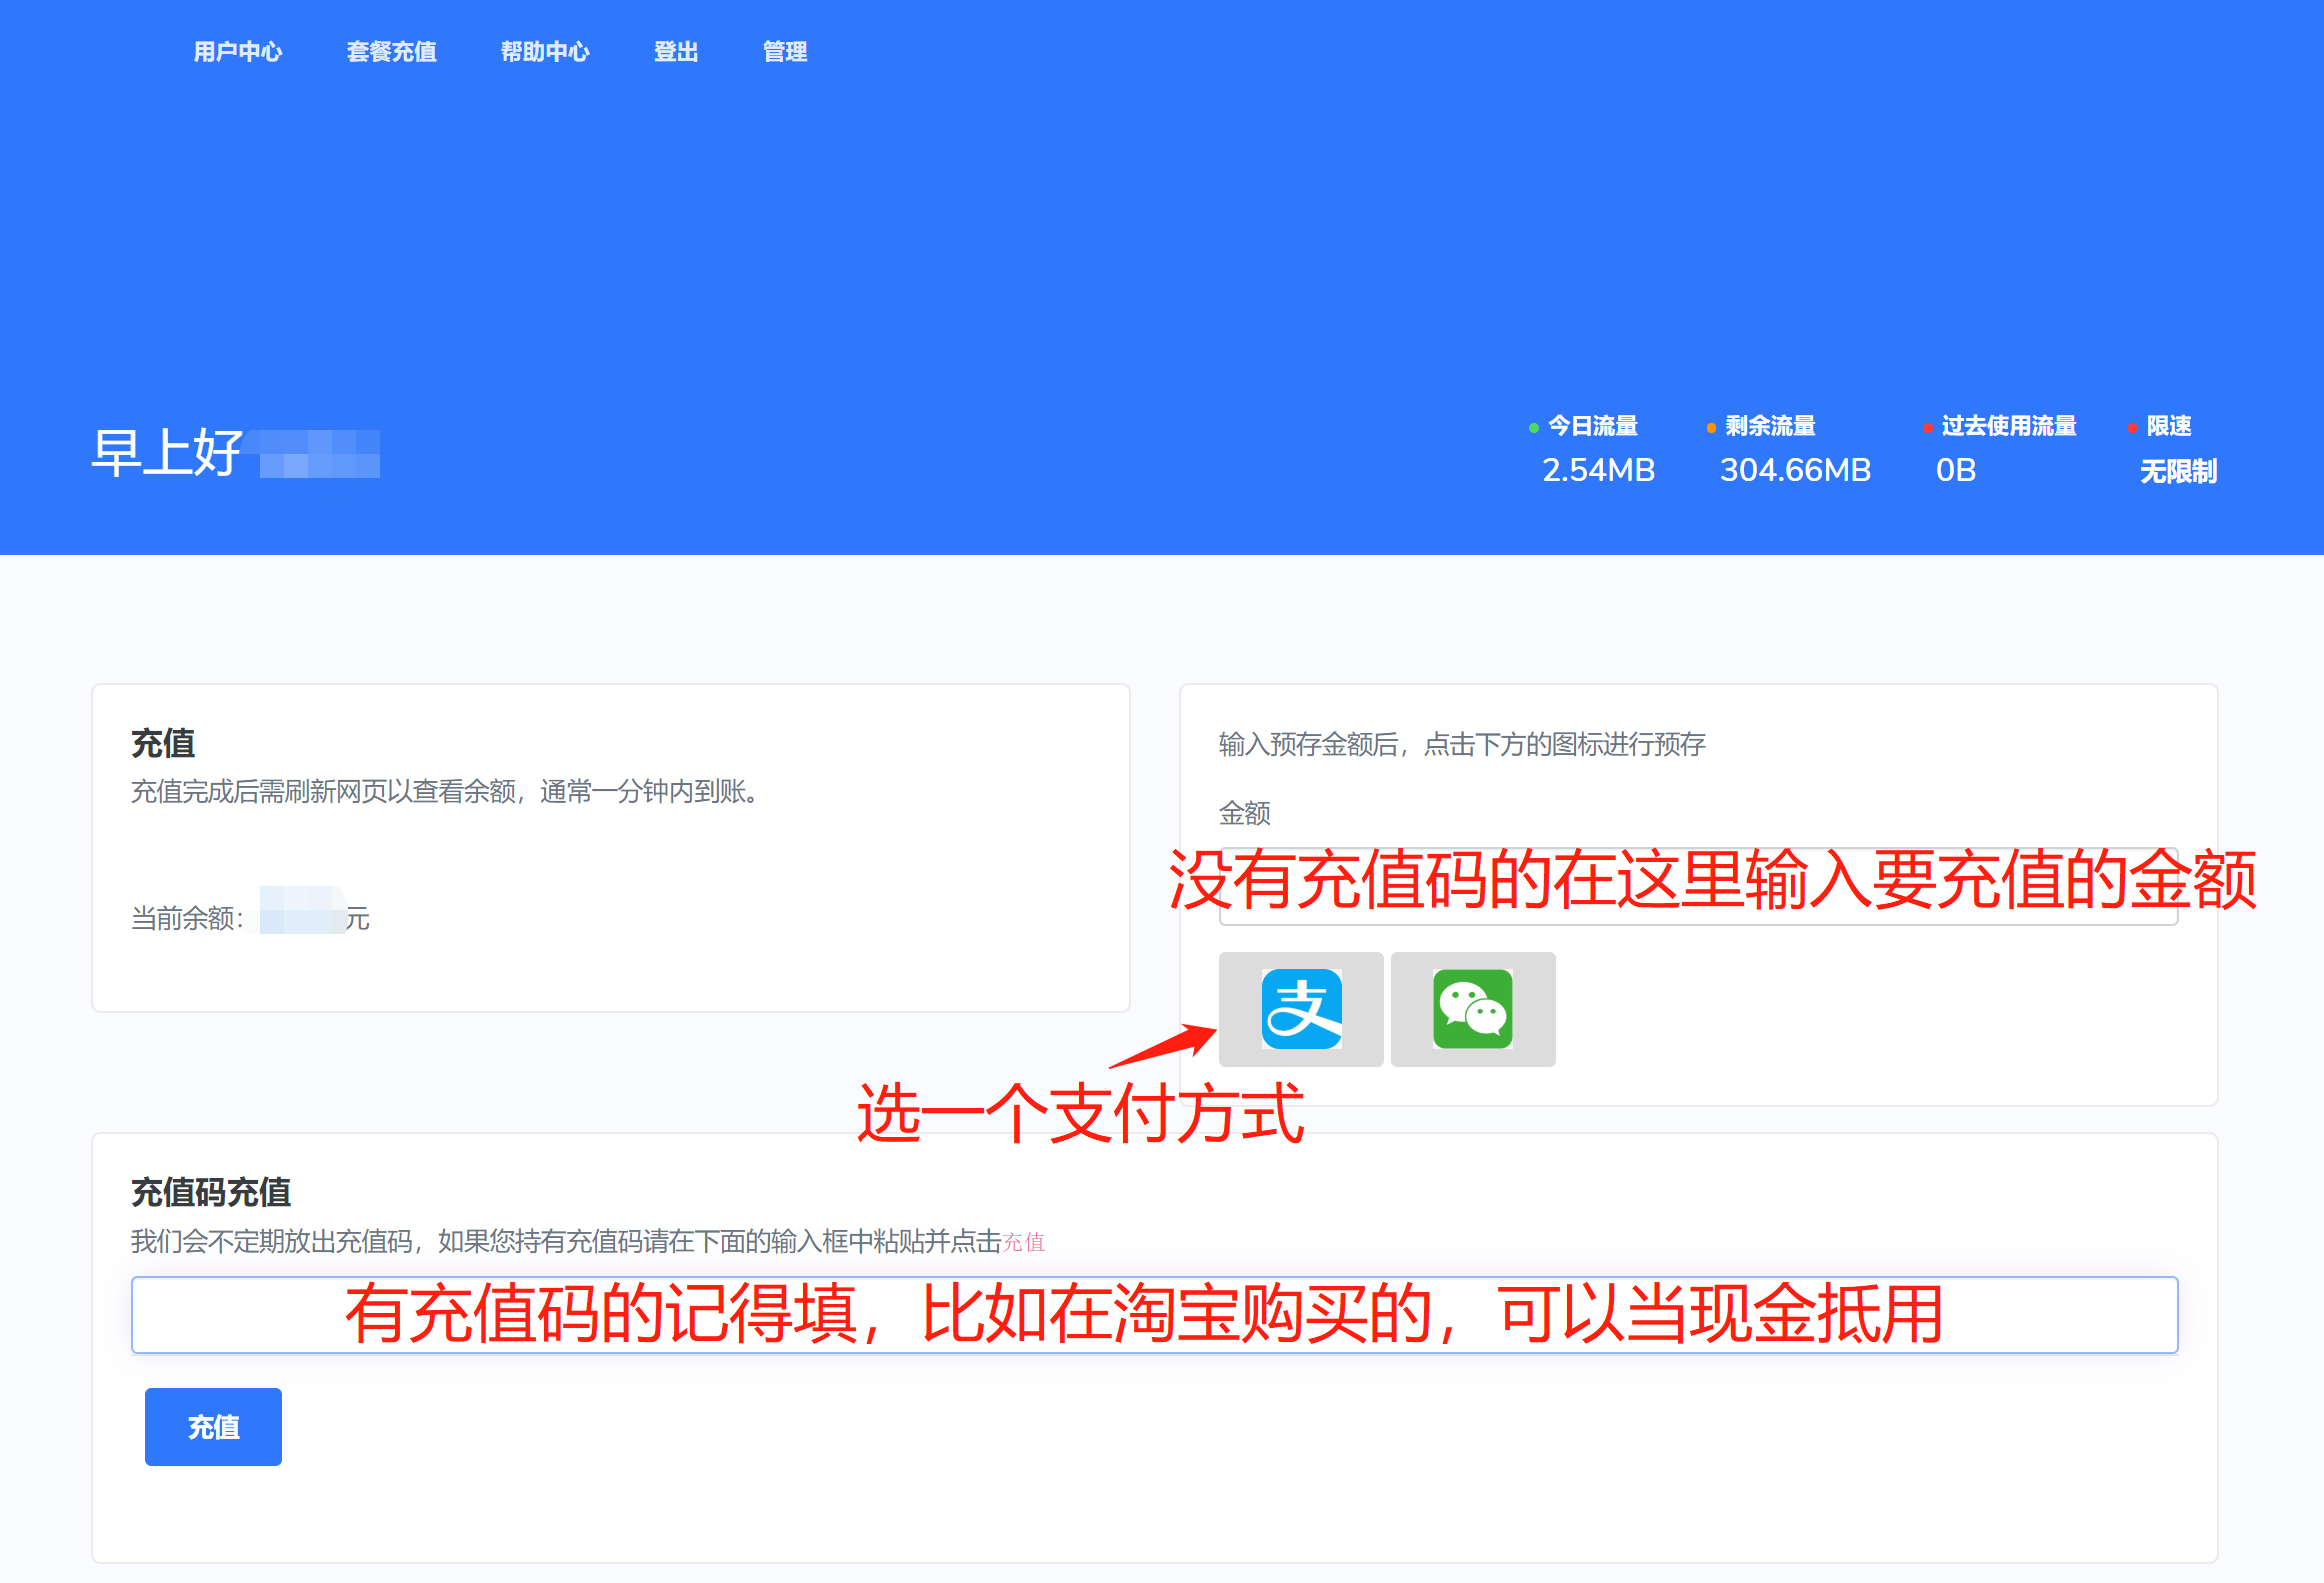 用户中心 套餐充值 帮助中心 登出 管理
早上好
今日流量 剩余流量 过去使用流量 限速
2.54MB 304.66MB 0B 无限制
充值
充值完成后需刷新网页以查看余额，通常一分钟内到账。
当前余额： 元
输入预存金额后，点击下方的图标进行预存
金额
没有充值码的在这里输入要充值的金额
支
选一个支付方式
充值码充值
我们会不定期放出充值码，如果您持有充值码请在下面的输入框中粘贴并点击充值
有充值码的记得填，比如在淘宝购买的，可以当现金抵用
充值